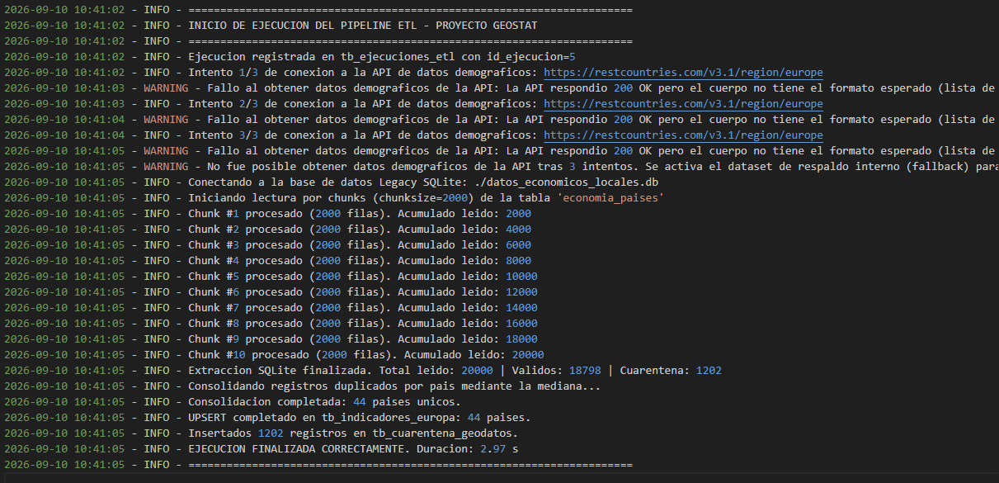 2026-09-10 10:41:02 - INFO - ======================================================================
2026-09-10 10:41:02 - INFO - INICIO DE EJECUCION DEL PIPELINE ETL - PROYECTO GEOSTAT
2026-09-10 10:41:02 - INFO - ======================================================================
2026-09-10 10:41:02 - INFO - Ejecucion registrada en tb_ejecuciones_etl con id_ejecucion=5
2026-09-10 10:41:02 - INFO - Intento 1/3 de conexion a la API de datos demograficos: https://restcountries.com/v3.1/region/europe
2026-09-10 10:41:03 - WARNING - Fallo al obtener datos demograficos de la API: La API respondio 200 OK pero el cuerpo no tiene el formato esperado (lista de
2026-09-10 10:41:03 - INFO - Intento 2/3 de conexion a la API de datos demograficos: https://restcountries.com/v3.1/region/europe
2026-09-10 10:41:04 - WARNING - Fallo al obtener datos demograficos de la API: La API respondio 200 OK pero el cuerpo no tiene el formato esperado (lista de
2026-09-10 10:41:04 - INFO - Intento 3/3 de conexion a la API de datos demograficos: https://restcountries.com/v3.1/region/europe
2026-09-10 10:41:05 - WARNING - Fallo al obtener datos demograficos de la API: La API respondio 200 OK pero el cuerpo no tiene el formato esperado (lista de
2026-09-10 10:41:05 - WARNING - No fue posible obtener datos demograficos de la API tras 3 intentos. Se activa el dataset de respaldo interno (fallback) para
2026-09-10 10:41:05 - INFO - Conectando a la base de datos Legacy SQLite: ./datos_economicos_locales.db
2026-09-10 10:41:05 - INFO - Iniciando lectura por chunks (chunksize=2000) de la tabla 'economia_paises'
2026-09-10 10:41:05 - INFO - Chunk #1 procesado (2000 filas). Acumulado leido: 2000
2026-09-10 10:41:05 - INFO - Chunk #2 procesado (2000 filas). Acumulado leido: 4000
2026-09-10 10:41:05 - INFO - Chunk #3 procesado (2000 filas). Acumulado leido: 6000
2026-09-10 10:41:05 - INFO - Chunk #4 procesado (2000 filas). Acumulado leido: 8000
2026-09-10 10:41:05 - INFO - Chunk #5 procesado (2000 filas). Acumulado leido: 10000
2026-09-10 10:41:05 - INFO - Chunk #6 procesado (2000 filas). Acumulado leido: 12000
2026-09-10 10:41:05 - INFO - Chunk #7 procesado (2000 filas). Acumulado leido: 14000
2026-09-10 10:41:05 - INFO - Chunk #8 procesado (2000 filas). Acumulado leido: 16000
2026-09-10 10:41:05 - INFO - Chunk #9 procesado (2000 filas). Acumulado leido: 18000
2026-09-10 10:41:05 - INFO - Chunk #10 procesado (2000 filas). Acumulado leido: 20000
2026-09-10 10:41:05 - INFO - Extraccion SQLite finalizada. Total leido: 20000 | Validos: 18798 | Cuarentena: 1202
2026-09-10 10:41:05 - INFO - Consolidando registros duplicados por pais mediante la mediana...
2026-09-10 10:41:05 - INFO - Consolidacion completada: 44 paises unicos.
2026-09-10 10:41:05 - INFO - UPSERT completado en tb_indicadores_europa: 44 paises.
2026-09-10 10:41:05 - INFO - Insertados 1202 registros en tb_cuarentena_geodatos.
2026-09-10 10:41:05 - INFO - EJECUCION FINALIZADA CORRECTAMENTE. Duracion: 2.97 s
2026-09-10 10:41:05 - INFO - ======================================================================